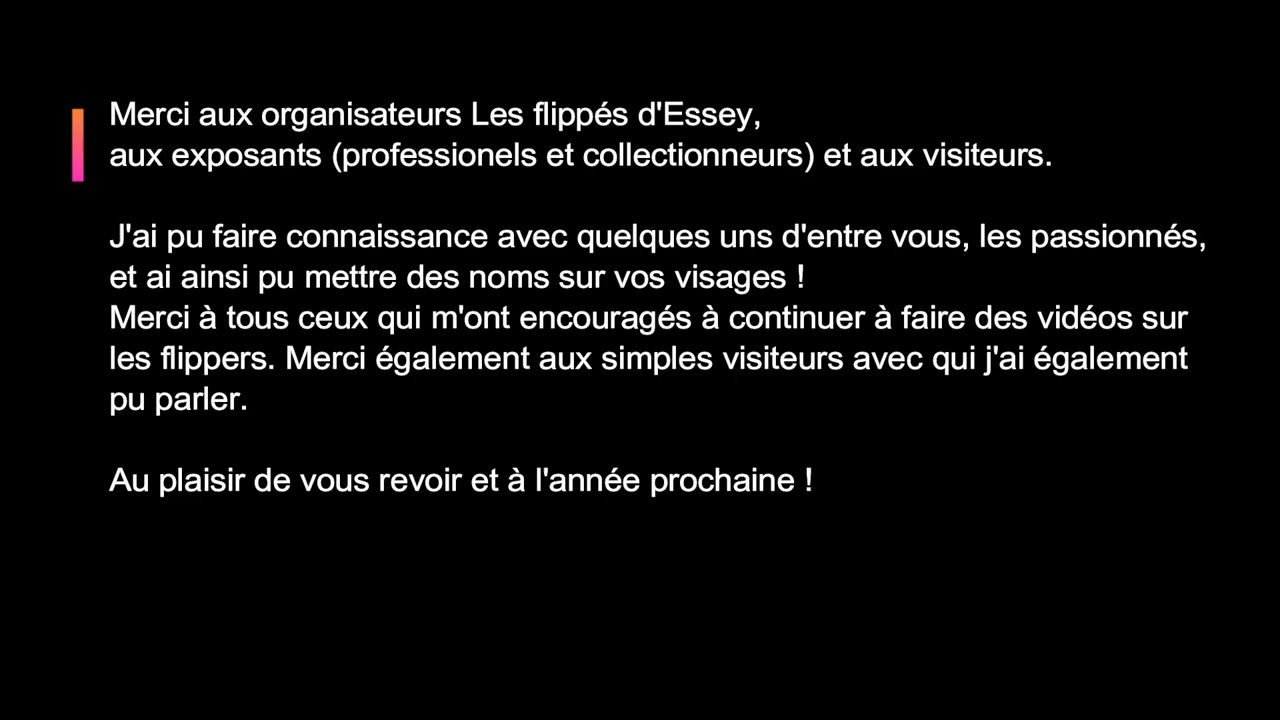 Merci aux organisateurs Les flippés d'Essey,
aux exposants (professionels et collectionneurs) et aux visiteurs.
J'ai pu faire connaissance avec quelques uns d'entre vous, les passionnés,
et ai ainsi pu mettre des noms sur vos visages !
Merci à tous ceux qui m'ont encouragés à continuer à faire des vidéos sur
les flippers. Merci également aux simples visiteurs avec qui j'ai également
pu parler.
Au plaisir de vous revoir et à l'année prochaine !